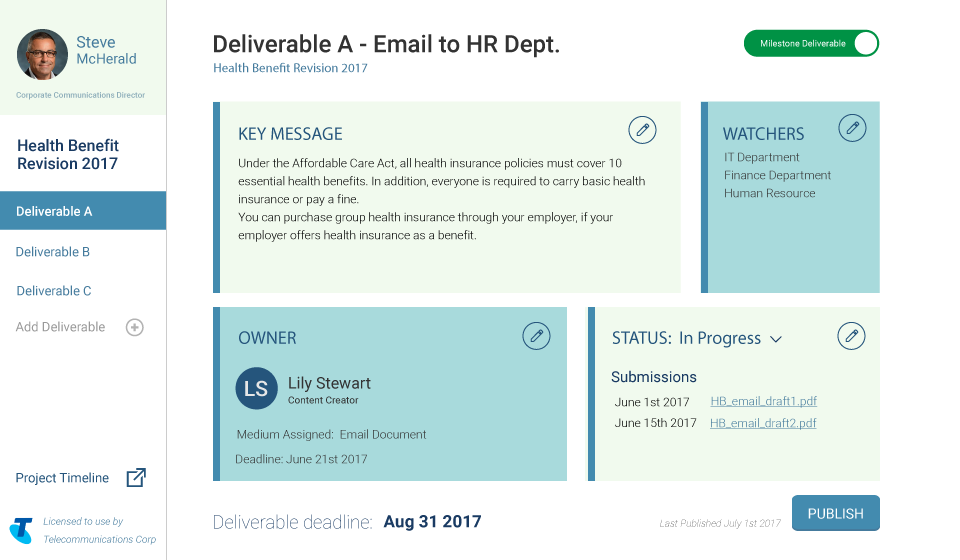 Steve
McHerald
Corporate Communications Director
Health Benefit
Revision 2017
Deliverable A
Deliverable B
Deliverable C
Add Deliverable
Project Timeline
Licensed to use by
Telecommunications Corp
Deliverable A - Email to HR Dept.
Health Benefit Revision 2017
Milestone Deliverable
KEY MESSAGE
Under the Affordable Care Act, all health insurance policies must cover 10
essential health benefits. In addition, everyone is required to carry basic health
insurance or pay a fine.
You can purchase group health insurance through your employer, if your
employer offers health insurance as a benefit.
WATCHERS
IT Department
Finance Department
Human Resource
OWNER
LS
Lily Stewart
Content Creator
Medium Assigned: Email Document
Deadline: June 21st 2017
STATUS: In Progress
Submissions
June 1st 2017 HB_email_draft1.pdf
June 15th 2017 HB_email_draft2.pdf
Deliverable deadline: Aug 31 2017
Last Published July 1st 2017
PUBLISH